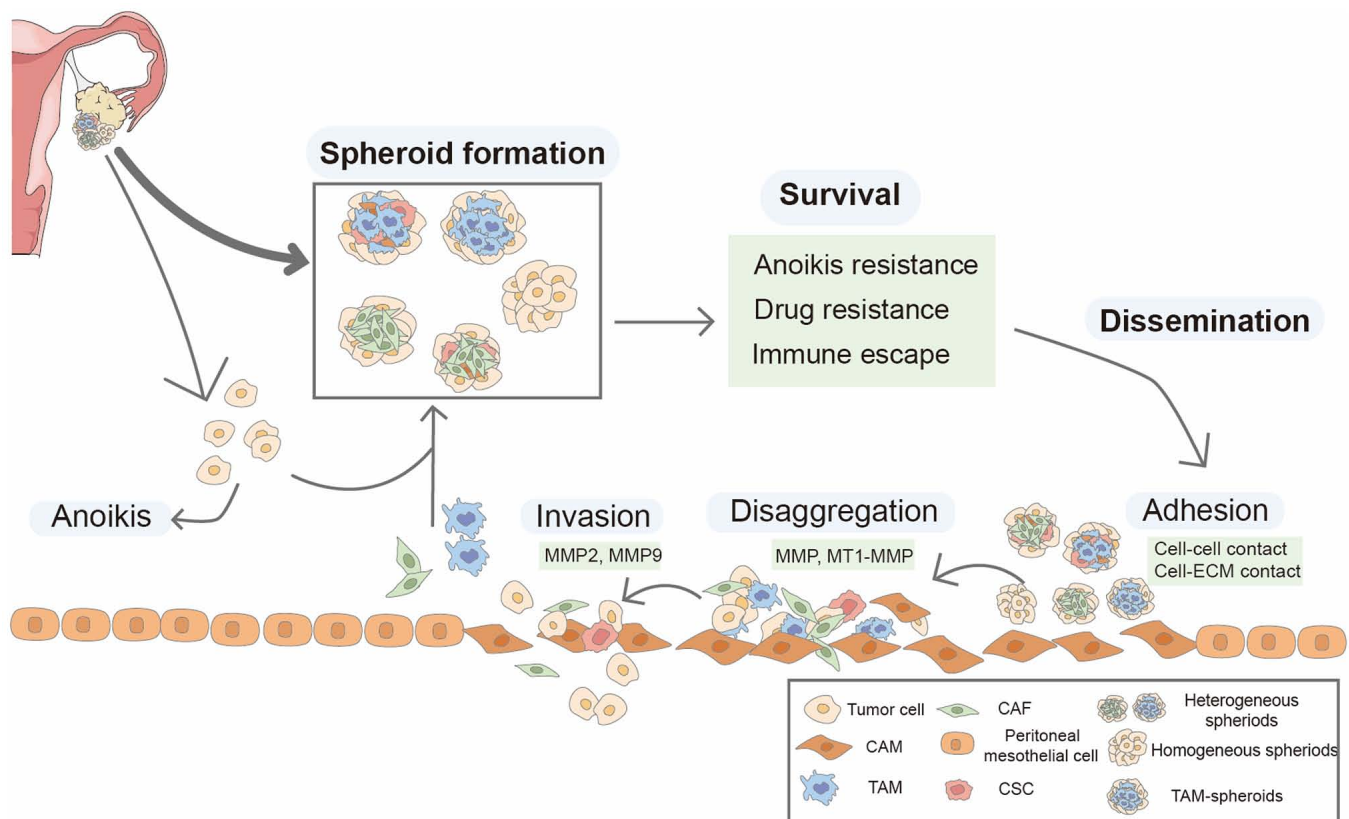 Spheroid formation
Survival
Anoikis resistance
Drug resistance
Immune escape
Dissemination
Anoikis
Invasion
MMP2, MMP9
Disaggregation
MMP, MT1-MMP
Adhesion
Cell-cell contact
Cell-ECM contact
Tumor cell
CAF
Heterogeneous
spheriods
CAM
Peritoneal
mesothelial cell
Homogeneous spheriods
TAM
CSC
TAM-spheroids